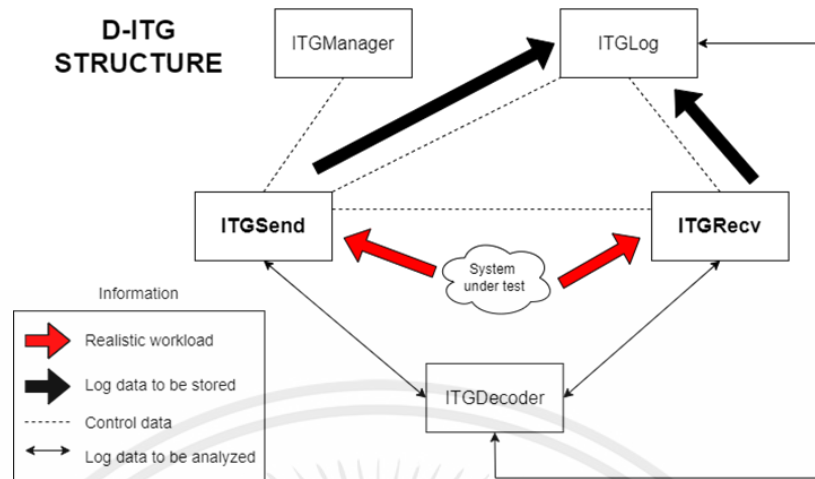 D-ITG
STRUCTURE
ITGManager
ITGLog
ITGSend
ITGRecv
System
under test
Information
Realistic workload
Log data to be stored
Control data
Log data to be analyzed
ITGDecoder